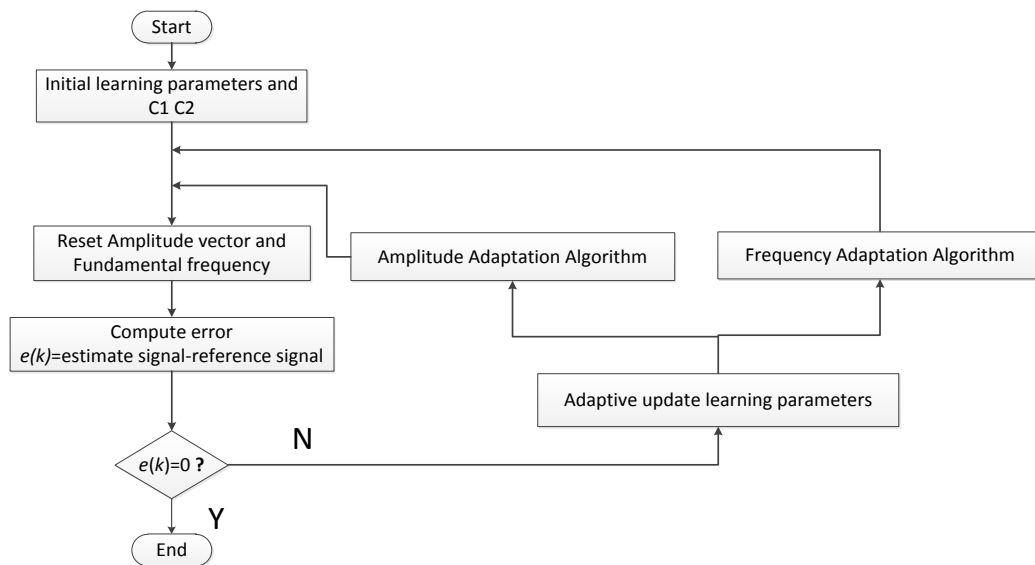 Start
Initial learning parameters and
C1 C2
Reset Amplitude vector and
Fundamental frequency
Amplitude Adaptation Algorithm
Frequency Adaptation Algorithm
Compute error
e(k)=estimate signal-reference signal
Adaptive update learning parameters
N
e(k)=0 ?
Y
End